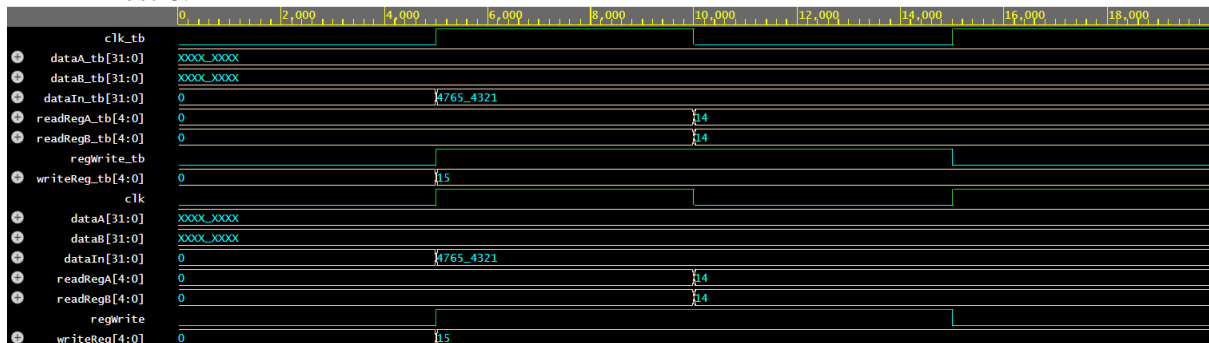 0 2,000 4,000 6,000 8,000 10,000 12,000 14,000 16,000 18,000
clk_tb
dataA_tb[31:0] XXXX_XXXX
dataB_tb[31:0] XXXX_XXXX
dataIn_tb[31:0] 0 4765_4321
readRegA_tb[4:0] 0 14
readRegB_tb[4:0] 0 14
regWrite_tb
writeReg_tb[4:0] 0 15
clk
dataA[31:0] XXXX_XXXX
dataB[31:0] XXXX_XXXX
dataIn[31:0] 0 4765_4321
readRegA[4:0] 0 14
readRegB[4:0] 0 14
regWrite
writeReg[4:0] 0 15